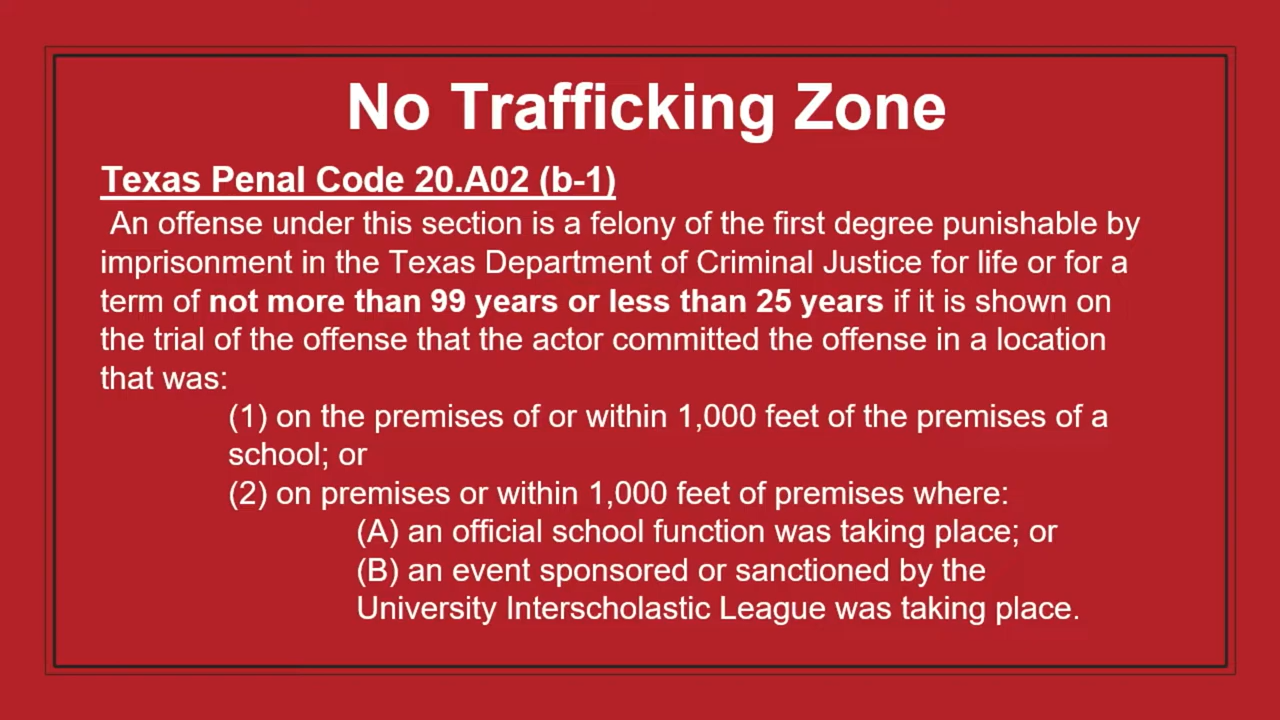 No Trafficking Zone
Texas Penal Code 20.A02 (b-1)
An offense under this section is a felony of the first degree punishable by
imprisonment in the Texas Department of Criminal Justice for life or for a
term of not more than 99 years or less than 25 years if it is shown on
the trial of the offense that the actor committed the offense in a location
that was:
(1) on the premises of or within 1,000 feet of the premises of a
school; or
(2) on premises or within 1,000 feet of premises where:
(A) an official school function was taking place; or
(B) an event sponsored or sanctioned by the
University Interscholastic League was taking place.